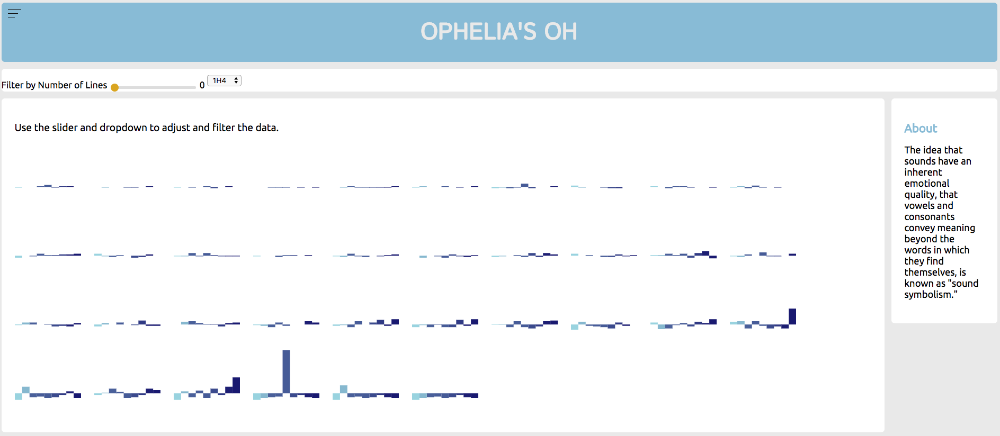 OPHELIA'S OH
Filter by Number of Lines 0 1H4
Use the slider and dropdown to adjust and filter the data.
About
The idea that
sounds have an
inherent
emotional
quality, that
vowels and
consonants
convey meaning
beyond the
words in which
they find
themselves, is
known as "sound
symbolism."